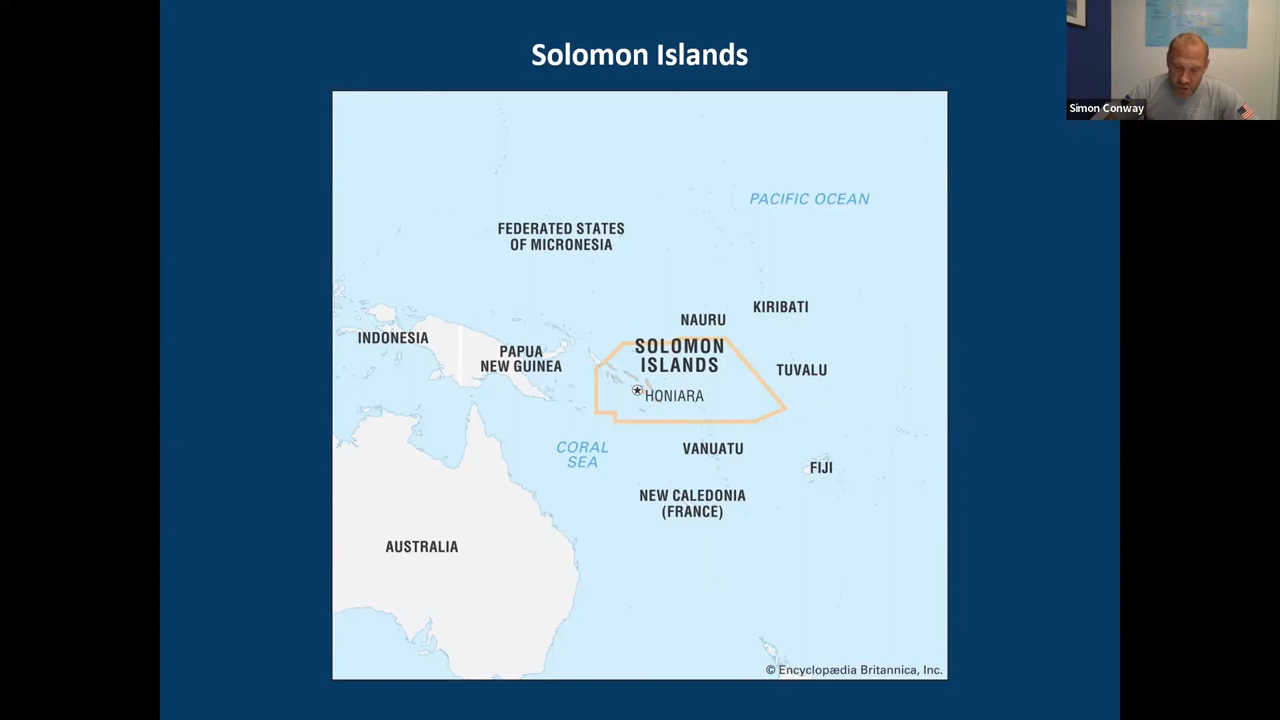 Solomon Islands
Simon Conway
PACIFIC OCEAN
FEDERATED STATES
OF MICRONESIA
KIRIBATI
NAURU
INDONESIA
PAPUA
NEW GUINEA
SOLOMON
ISLANDS
TUVALU
HONIARA
CORAL
SEA
VANUATU
FIJI
NEW CALEDONIA
(FRANCE)
AUSTRALIA
© Encyclopædia Britannica, Inc.